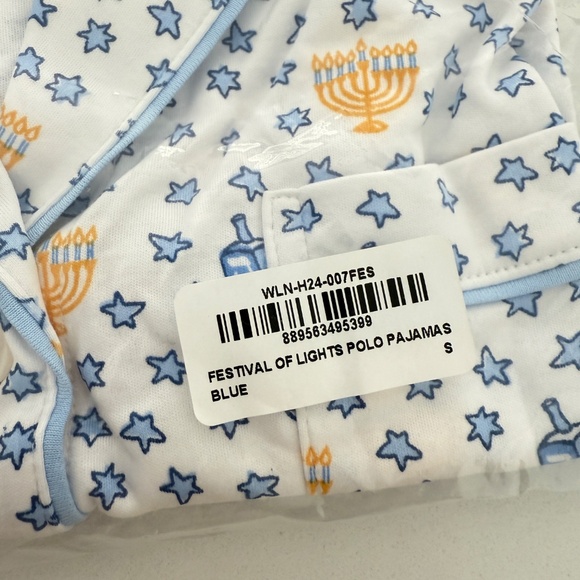 WLN-H24-007FES
889563495399
FESTIVAL OF LIGHTS POLO PAJAMAS
BLUE S